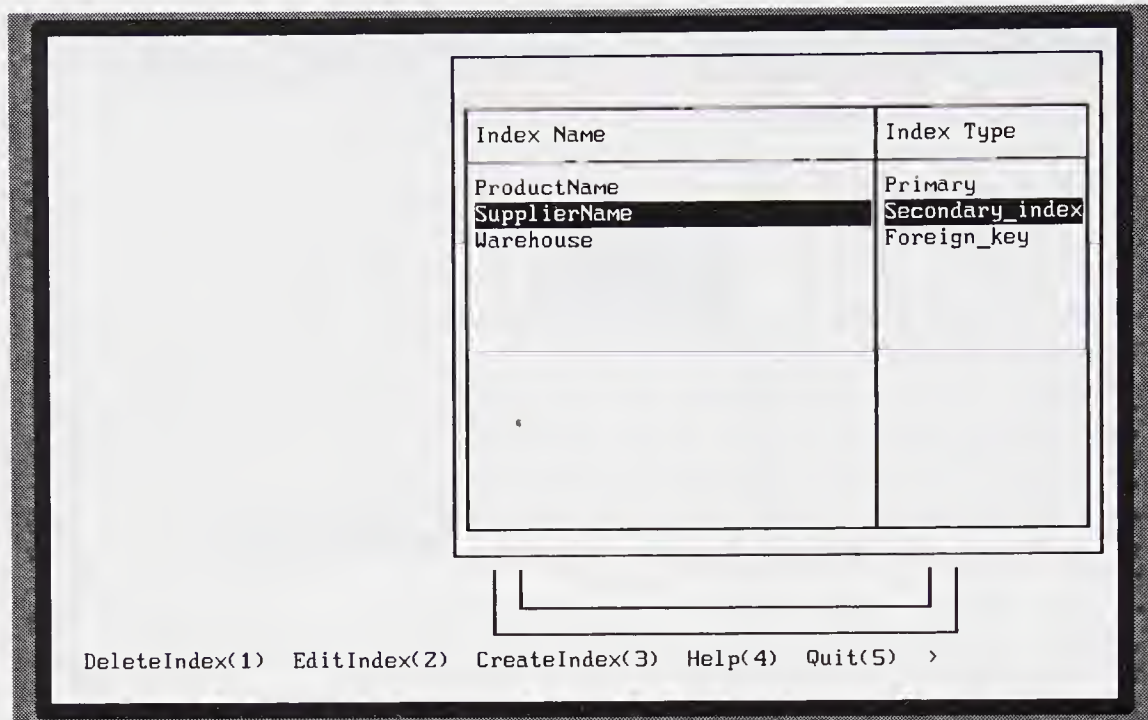 Index Name Index Type
ProductName Primary
SupplierName Secondary_index
Warehouse Foreign_key
DeleteIndex(1) EditIndex(2) CreateIndex(3) Help(4) Quit(5) >